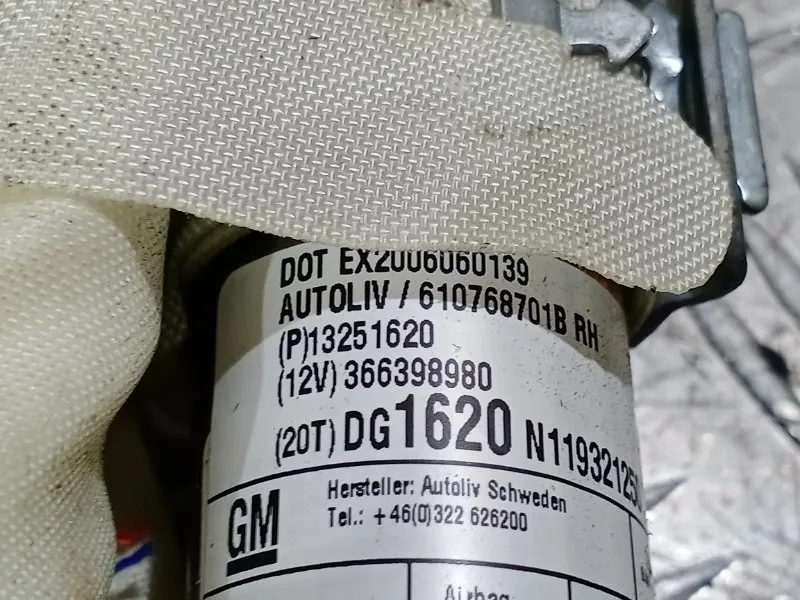 DOT EX2006060139
AUTOLIV / 610768701B RH
(P)13251620
(12V) 366398980
(20T) DG1620
GM
Hersteller: Autoliv Schweden
Tel.: +46(0)322 626200
Airbag